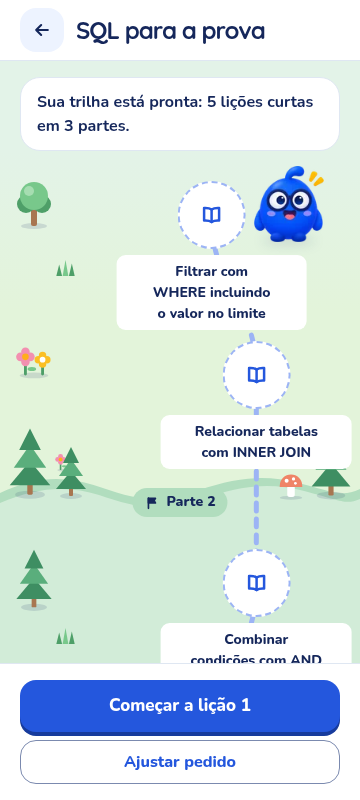 SQL para a prova
Sua trilha está pronta: 5 lições curtas
em 3 partes.
Filtrar com
WHERE incluindo
o valor no limite
Relacionar tabelas
com INNER JOIN
Parte 2
Combinar
condições com AND
Começar a lição 1
Ajustar pedido